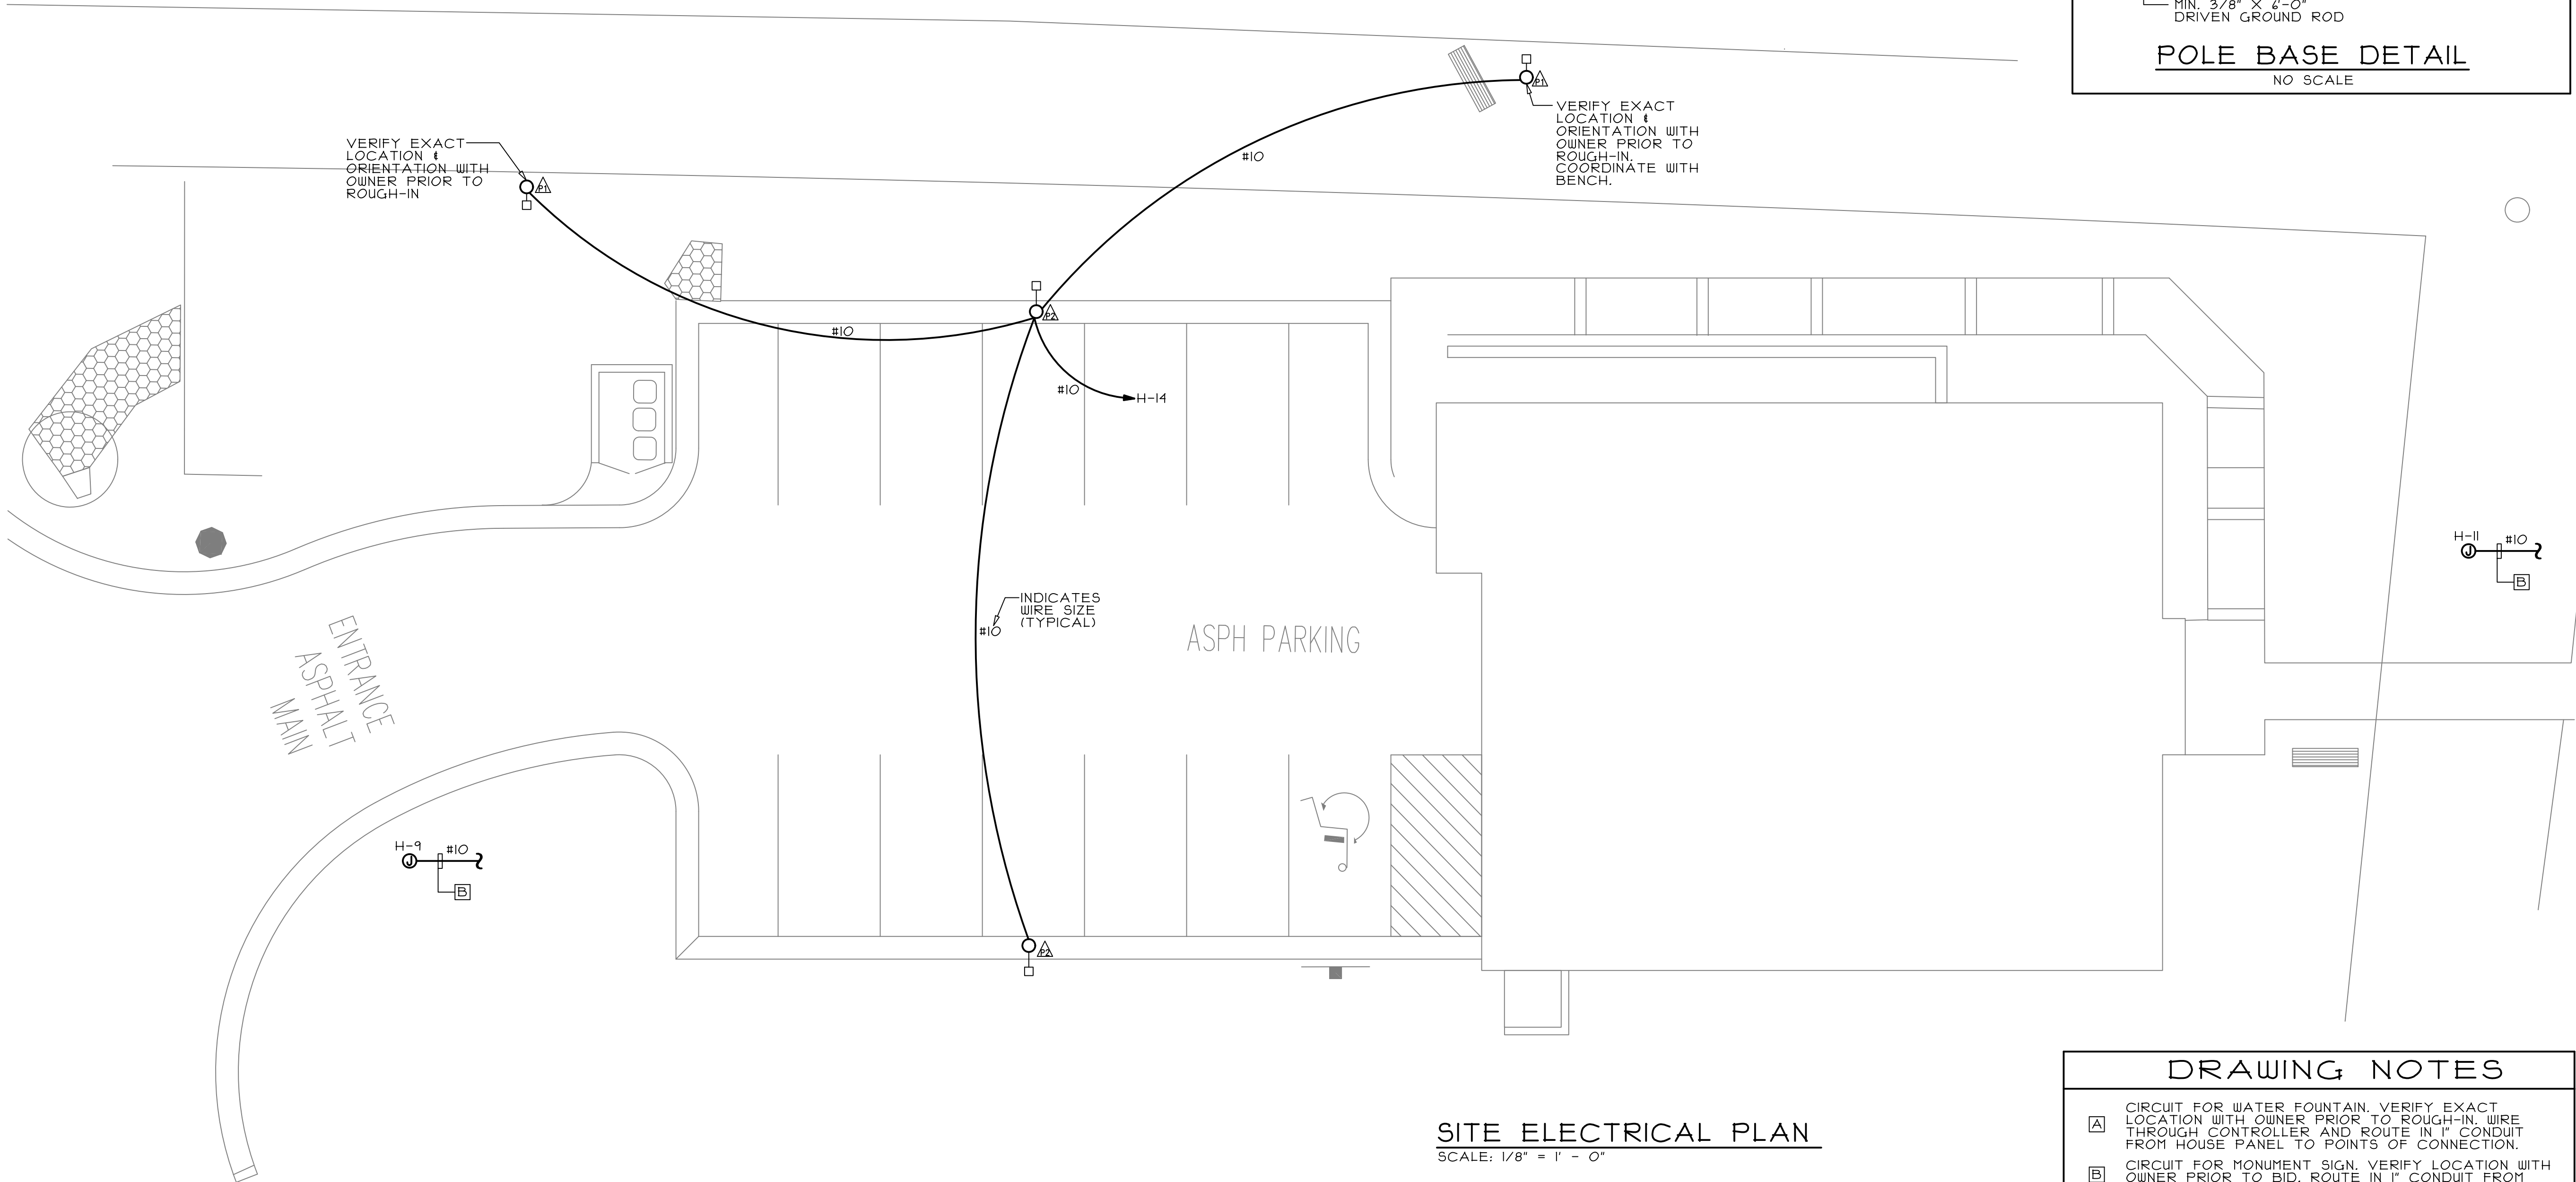 MIN. 3/8" X 6'-0"
DRIVEN GROUND ROD
POLE BASE DETAIL
NO SCALE
P1
VERIFY EXACT
LOCATION &
ORIENTATION WITH
OWNER PRIOR TO
ROUGH-IN.
COORDINATE WITH
BENCH.
#10
VERIFY EXACT
LOCATION &
ORIENTATION WITH
OWNER PRIOR TO
ROUGH-IN
P1
P2
#10
#10
H-14
H-11
#10
J
B
INDICATES
WIRE SIZE
(TYPICAL)
#10
ASPH PARKING
ENTRANCE
ASPHALT
MAIN
H-9
#10
J
B
P2
SITE ELECTRICAL PLAN
SCALE: 1/8" = 1' - 0"
DRAWING NOTES
A
CIRCUIT FOR WATER FOUNTAIN. VERIFY EXACT
LOCATION WITH OWNER PRIOR TO ROUGH-IN. WIRE
THROUGH CONTROLLER AND ROUTE IN 1" CONDUIT
FROM HOUSE PANEL TO POINTS OF CONNECTION.
B
CIRCUIT FOR MONUMENT SIGN. VERIFY LOCATION WITH
OWNER PRIOR TO BID. ROUTE IN 1" CONDUIT FROM